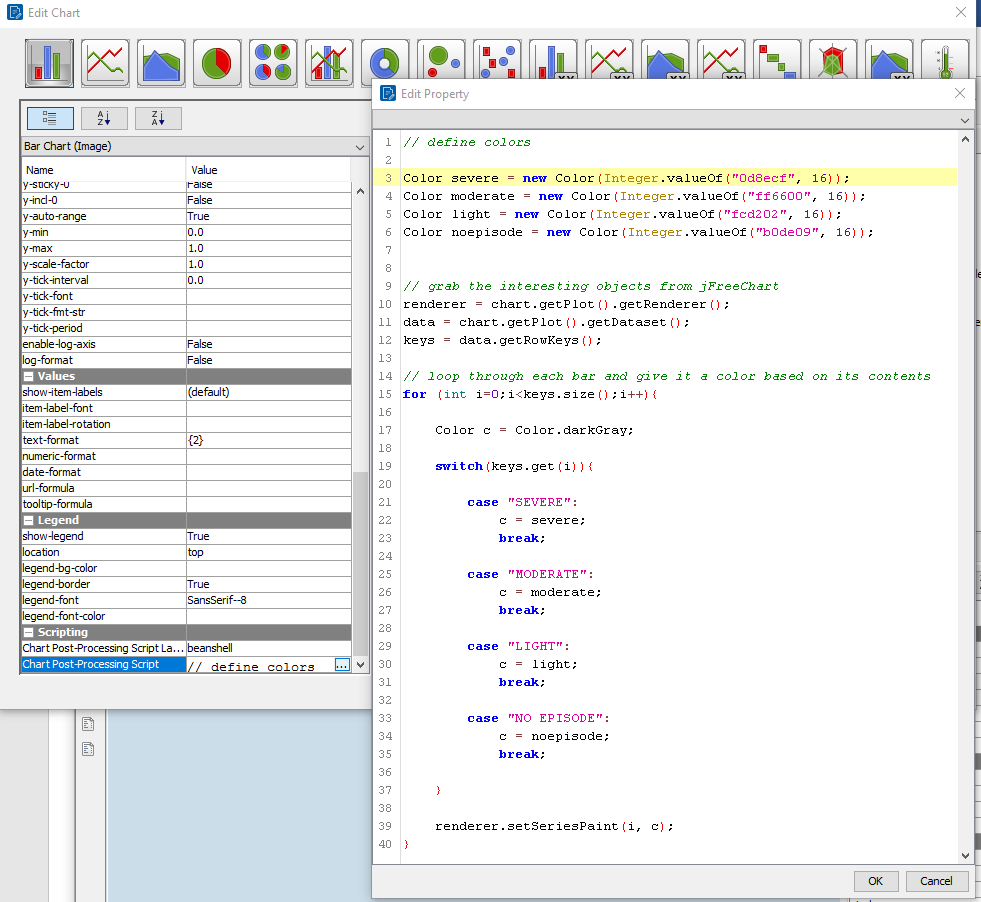 Edit Chart
Edit Property
A
Z
Z
A
Bar Chart (Image)
Name Value
y-sticky-0 False
y-incl-0 False
y-auto-range True
y-min 0.0
y-max 1.0
y-scale-factor 1.0
y-tick-interval 0.0
y-tick-font
y-tick-fmt-str
y-tick-period
enable-log-axis False
log-format False
Values
show-item-labels (default)
item-label-font
item-label-rotation
text-format {2}
numeric-format
date-format
url-formula
tooltip-formula
Legend
show-legend True
location top
legend-bg-color
legend-border True
legend-font SansSerif--8
legend-font-color
Scripting
Chart Post-Processing Script La... beanshell
Chart Post-Processing Script // define colors ...
1 // define colors
2
3 Color severe = new Color(Integer.valueOf("0d8ecf", 16));
4 Color moderate = new Color(Integer.valueOf("ff6600", 16));
5 Color light = new Color(Integer.valueOf("fcd202", 16));
6 Color noepisode = new Color(Integer.valueOf("b0de09", 16));
7
8
9 // grab the interesting objects from jFreeChart
10 renderer = chart.getPlot().getRenderer();
11 data = chart.getPlot().getDataset();
12 keys = data.getRowKeys();
13
14 // loop through each bar and give it a color based on its contents
15 for (int i=0;i<keys.size();i++){
16
17 Color c = Color.darkGray;
18
19 switch(keys.get(i)){
20
21 case "SEVERE":
22 c = severe;
23 break;
24
25 case "MODERATE":
26 c = moderate;
27 break;
28
29 case "LIGHT":
30 c = light;
31 break;
32
33 case "NO EPISODE":
34 c = noepisode;
35 break;
36
37 }
38
39 renderer.setSeriesPaint(i, c);
40 }
OK Cancel